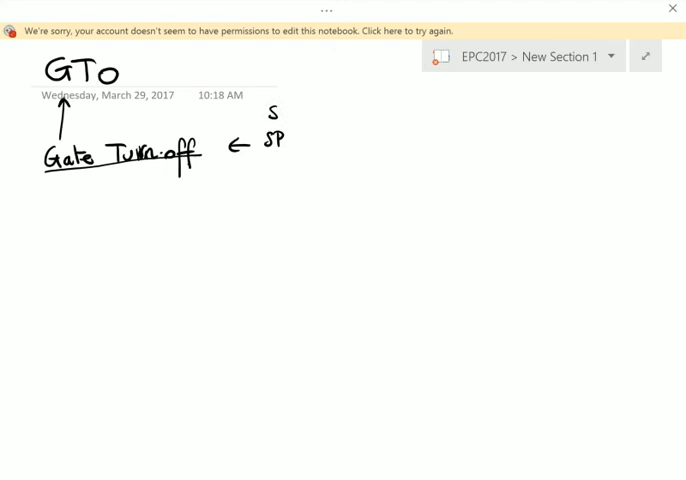 We're sorry, your account doesn't seem to have permissions to edit this notebook. Click here to try again.
EPC2017 > New Section 1
GTO
Wednesday, March 29, 2017 10:18 AM
S
Gate Turn-off ← SP